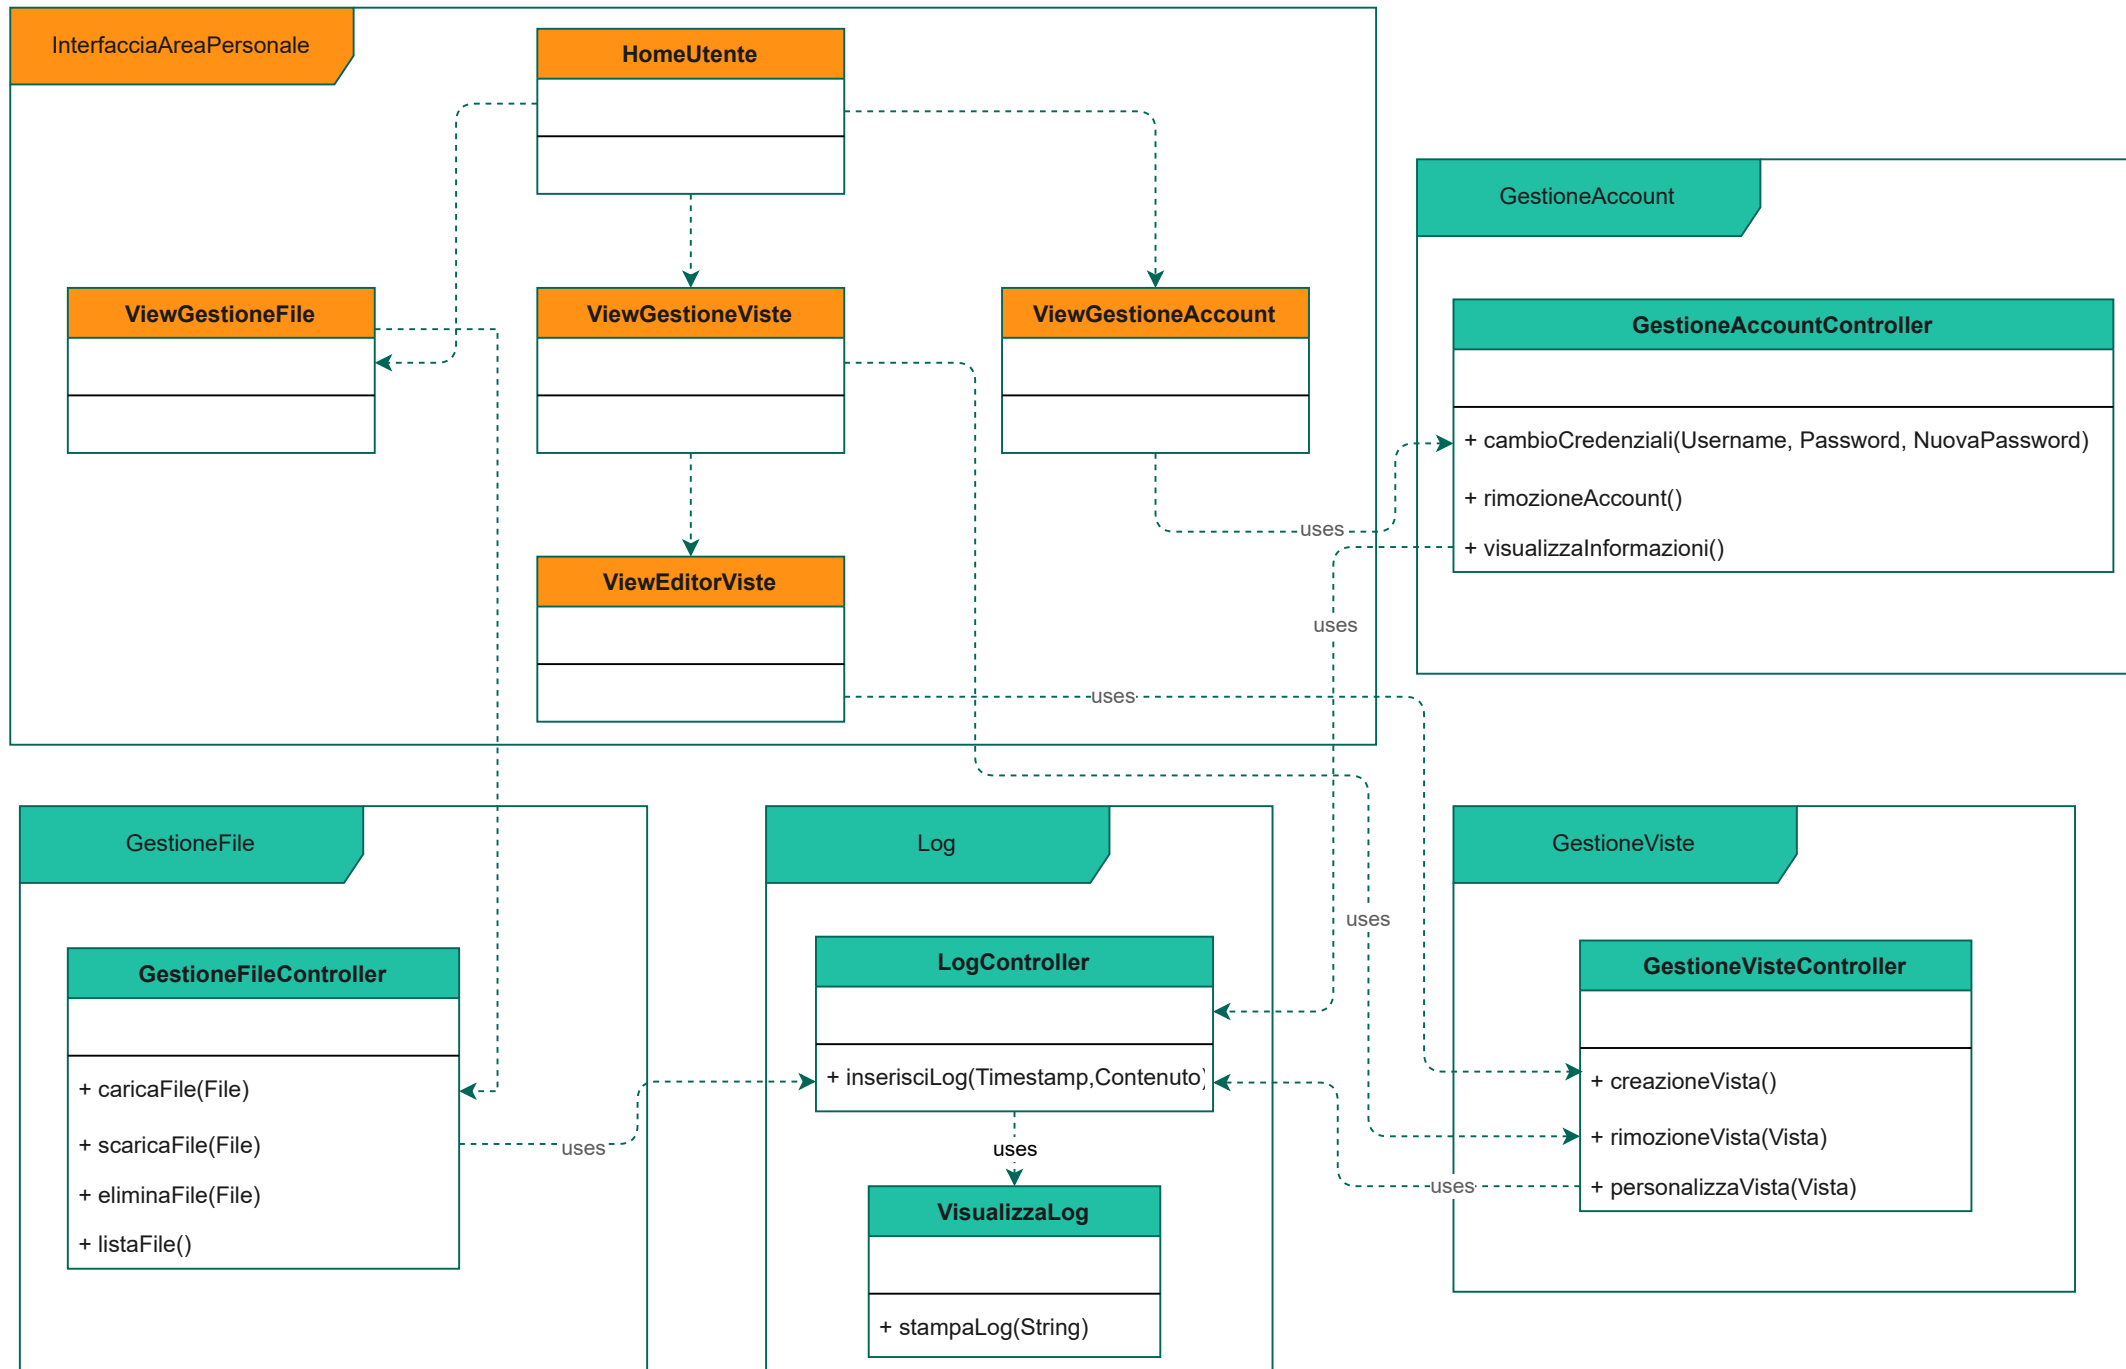 InterfacciaAreaPersonale
HomeUtente
GestioneAccount
ViewGestioneFile
ViewGestioneViste
ViewGestioneAccount
GestioneAccountController
+ cambioCredenziali(Username, Password, NuovaPassword)
+ rimozioneAccount()
+ visualizzaInformazioni()
uses
ViewEditorViste
uses
uses
GestioneFile
Log
GestioneViste
uses
GestioneFileController
+ caricaFile(File)
+ scaricaFile(File)
+ eliminaFile(File)
+ listaFile()
uses
LogController
+ inserisciLog(Timestamp,Contenuto)
uses
VisualizzaLog
+ stampaLog(String)
GestioneVisteController
+ creazioneVista()
+ rimozioneVista(Vista)
+ personalizzaVista(Vista)
uses